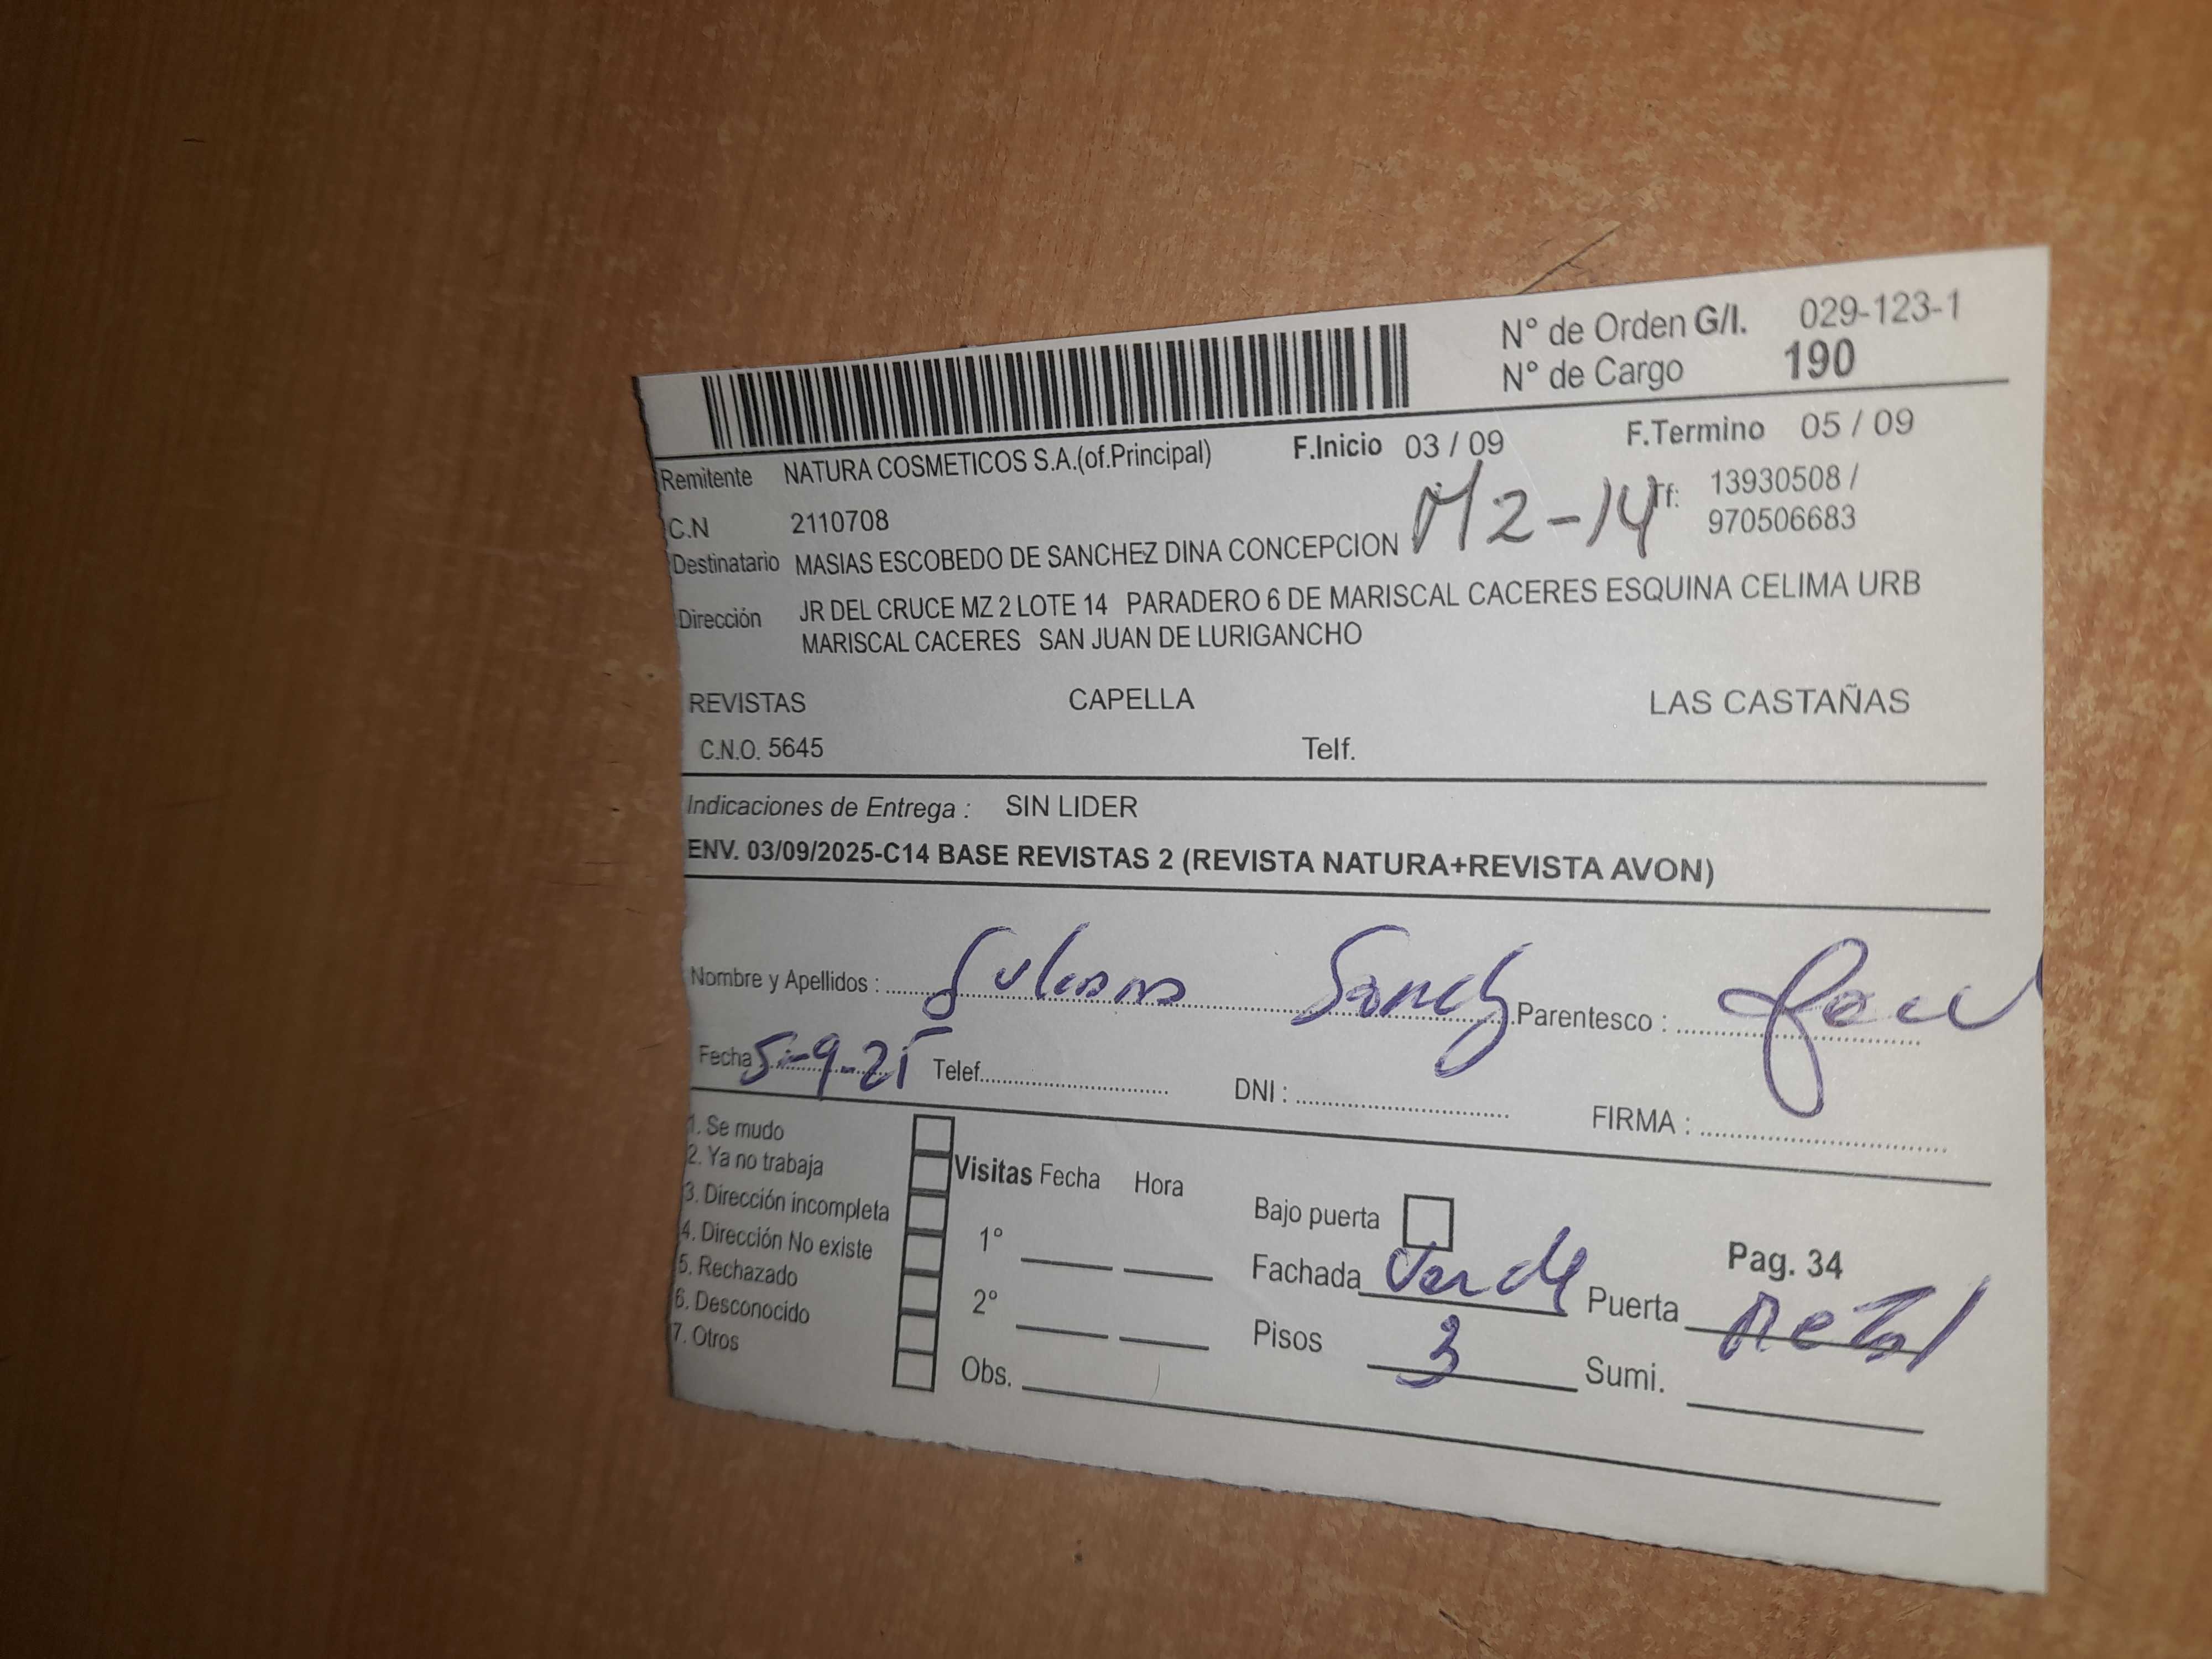 N° de Orden G/I. 029-123-1
N° de Cargo 190
Remitente NATURA COSMETICOS S.A.(of.Principal) F.Inicio 03 / 09 F.Termino 05 / 09
C.N 2110708 M2-14 Tf: 13930508 /
970506683
Destinatario MASIAS ESCOBEDO DE SANCHEZ DINA CONCEPCION
Dirección JR DEL CRUCE MZ 2 LOTE 14 PARADERO 6 DE MARISCAL CACERES ESQUINA CELIMA URB
MARISCAL CACERES SAN JUAN DE LURIGANCHO
REVISTAS CAPELLA LAS CASTAÑAS
C.N.O. 5645 Telf.
Indicaciones de Entrega : SIN LIDER
ENV. 03/09/2025-C14 BASE REVISTAS 2 (REVISTA NATURA+REVISTA AVON)
Nombre y Apellidos : Parentesco :
Fecha 5-9-25 Telef. DNI : FIRMA :
1. Se mudo
2. Ya no trabaja
3. Dirección incompleta
4. Dirección No existe
5. Rechazado
6. Desconocido
7. Otros
Visitas Fecha Hora
1°
2°
Obs.
Bajo puerta Pag. 34
Fachada Verde Puerta Metal
Pisos 3 Sumi.